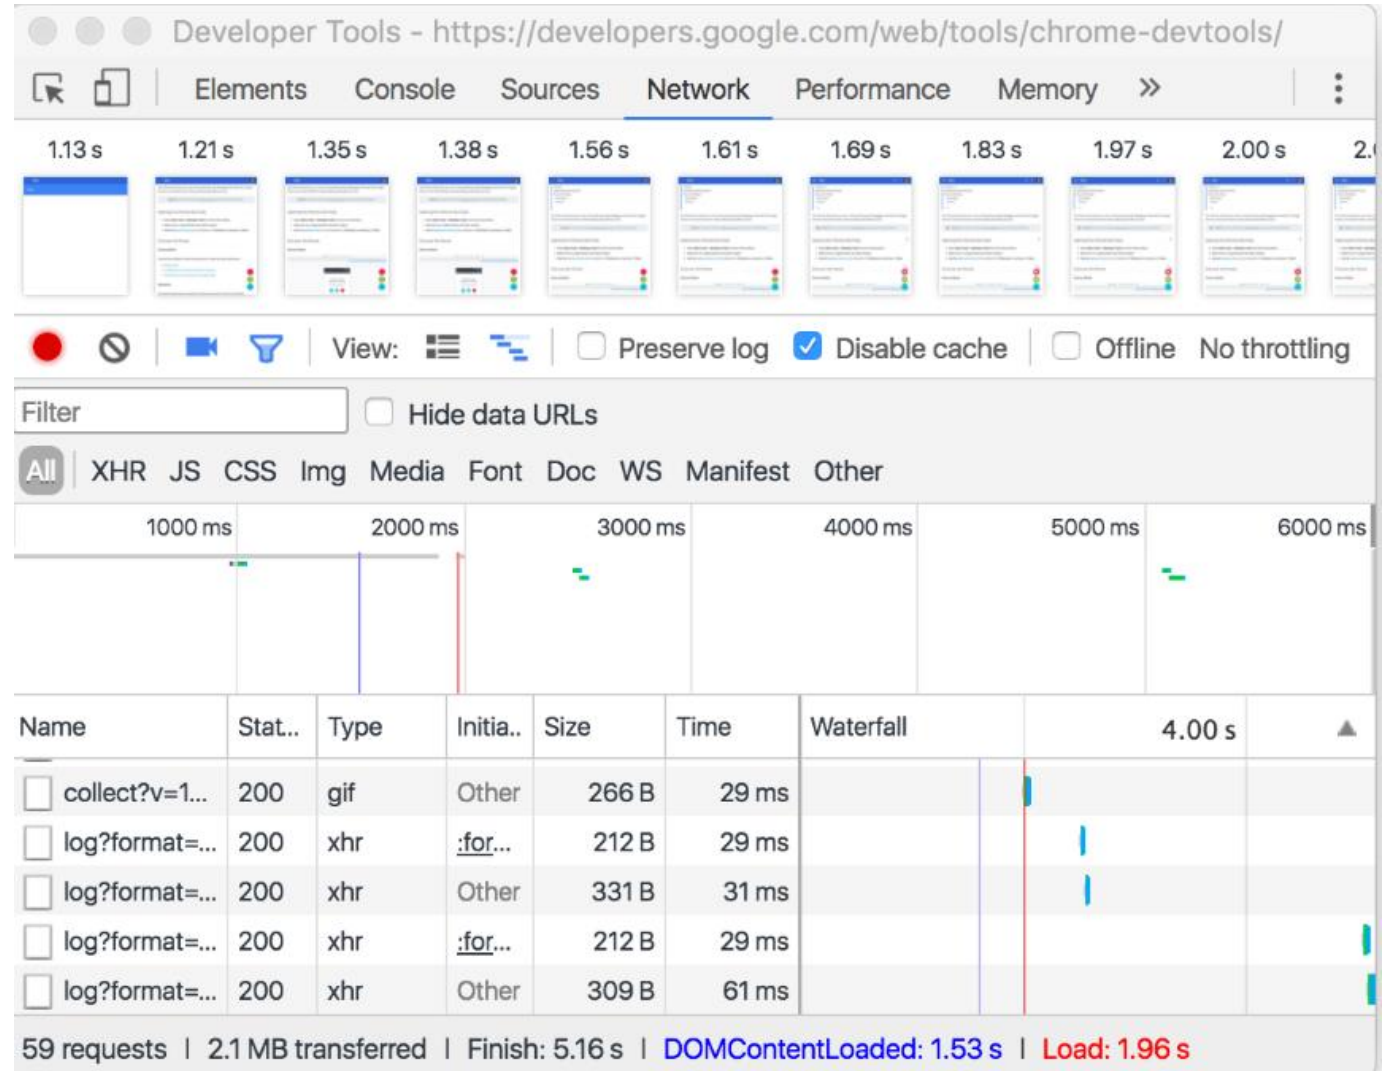 Developer Tools - https://developers.google.com/web/tools/chrome-devtools/
Elements Console Sources Network Performance Memory »
1.13 s 1.21 s 1.35 s 1.38 s 1.56 s 1.61 s 1.69 s 1.83 s 1.97 s 2.00 s
View: Preserve log Disable cache Offline No throttling
Filter Hide data URLs
All XHR JS CSS Img Media Font Doc WS Manifest Other
1000 ms 2000 ms 3000 ms 4000 ms 5000 ms 6000 ms
Name Stat... Type Initia.. Size Time Waterfall 4.00 s
collect?v=1... 200 gif Other 266 B 29 ms
log?format=... 200 xhr :for... 212 B 29 ms
log?format=... 200 xhr Other 331 B 31 ms
log?format=... 200 xhr :for... 212 B 29 ms
log?format=... 200 xhr Other 309 B 61 ms
59 requests | 2.1 MB transferred | Finish: 5.16 s | DOMContentLoaded: 1.53 s | Load: 1.96 s